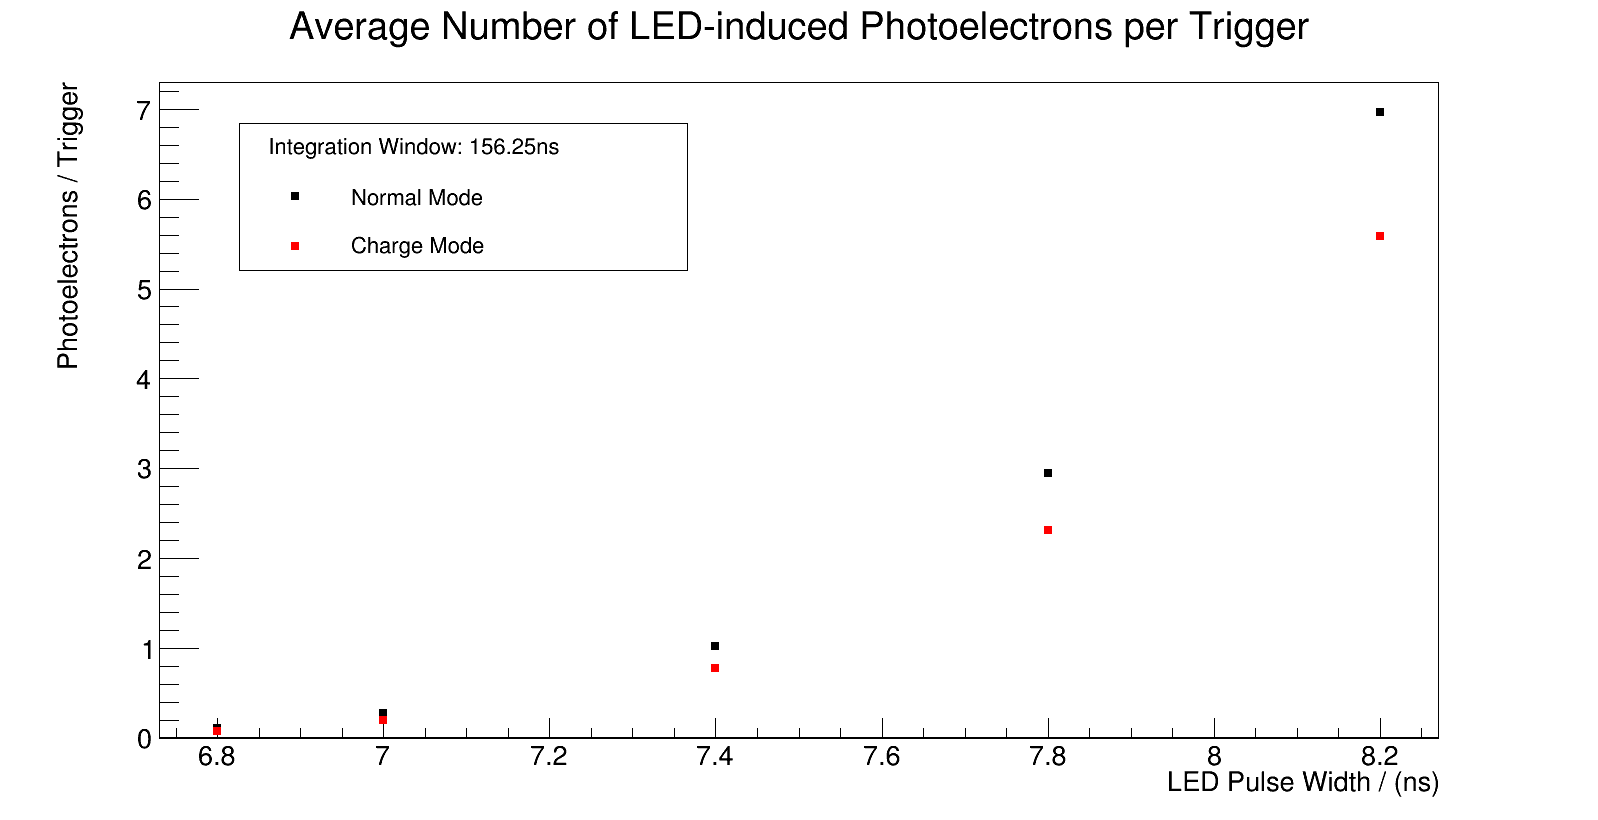 Average Number of LED-induced Photoelectrons per Trigger
Photoelectrons / Trigger
7
6
5
4
3
2
1
0
Integration Window: 156.25ns
Normal Mode
Charge Mode
6.8 7 7.2 7.4 7.6 7.8 8 8.2
LED Pulse Width / (ns)